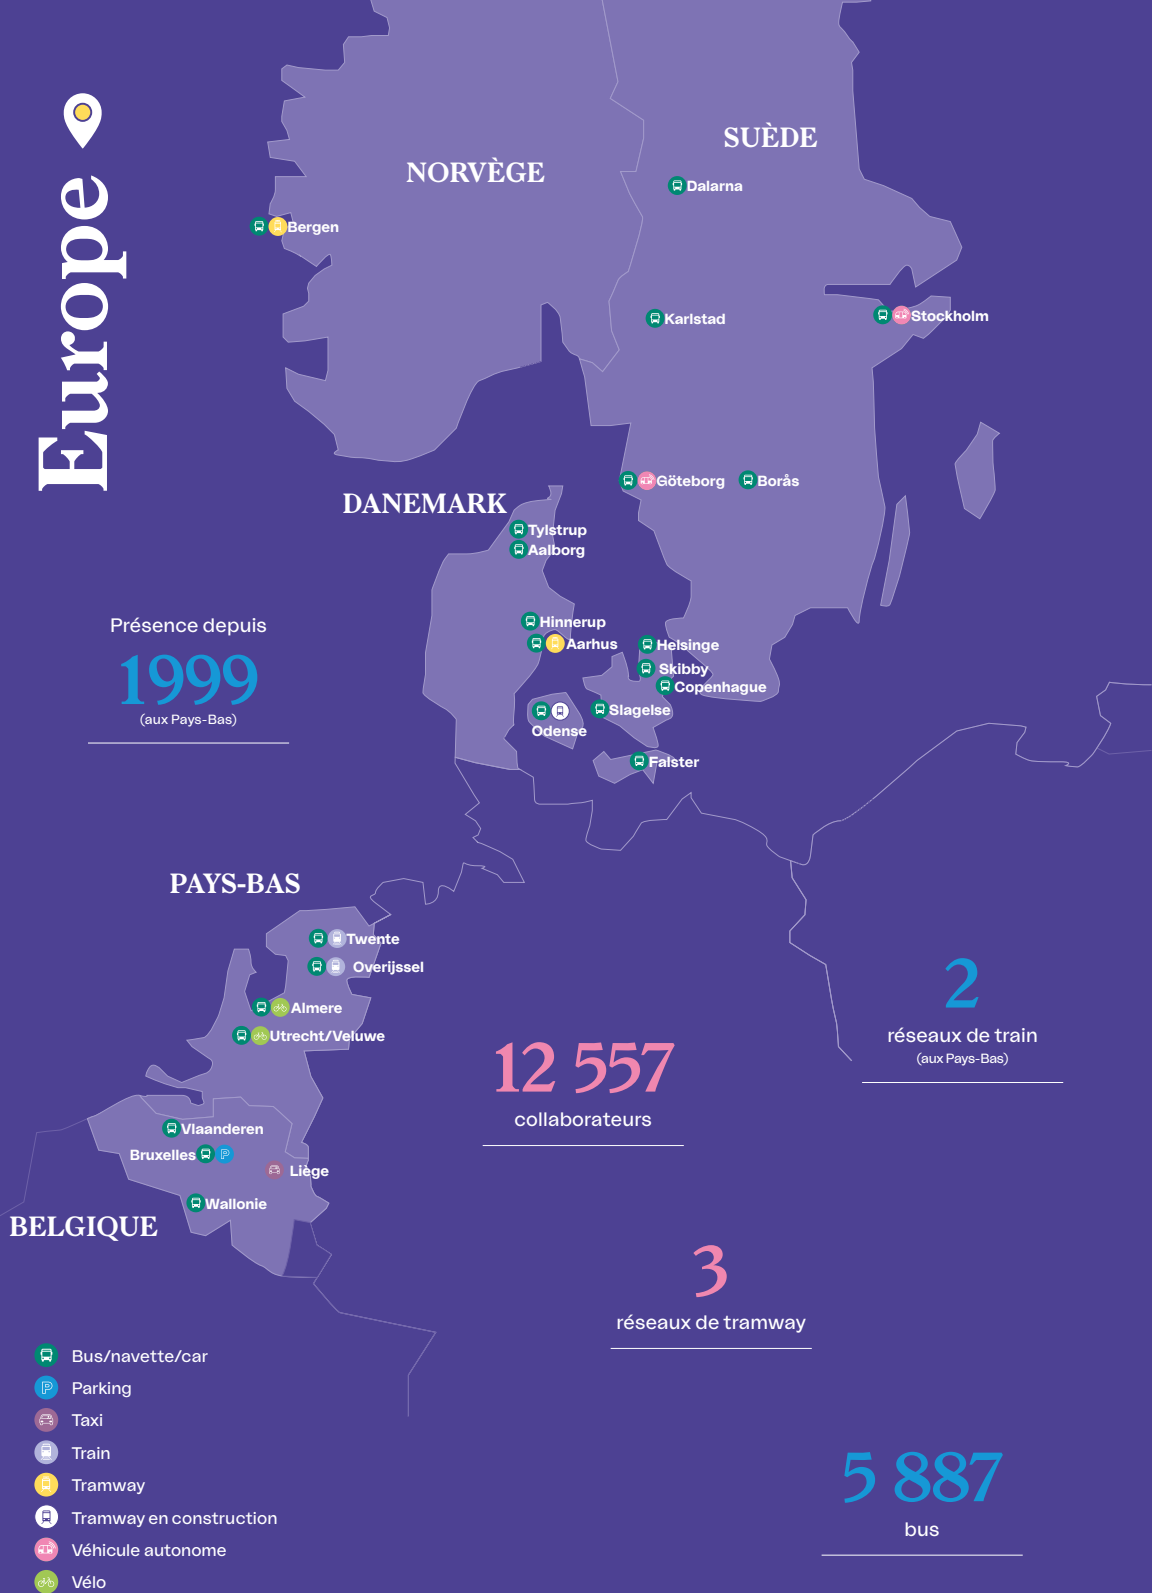 Europe
NORVÈGE
SUÈDE
Dalarna
Bergen
Karlstad
Stockholm
Göteborg
Borås
DANEMARK
Tylstrup
Aalborg
Hinnerup
Aarhus
Helsinge
Skibby
Copenhague
Slagelse
Odense
Falster
Présence depuis
1999
(aux Pays-Bas)
PAYS-BAS
Twente
Overijssel
Almere
Utrecht/Veluwe
2
réseaux de train
(aux Pays-Bas)
12 557
collaborateurs
Vlaanderen
Bruxelles
P
Liège
Wallonie
BELGIQUE
3
réseaux de tramway
5 887
bus
Bus/navette/car
P Parking
Taxi
Train
Tramway
Tramway en construction
Véhicule autonome
Vélo